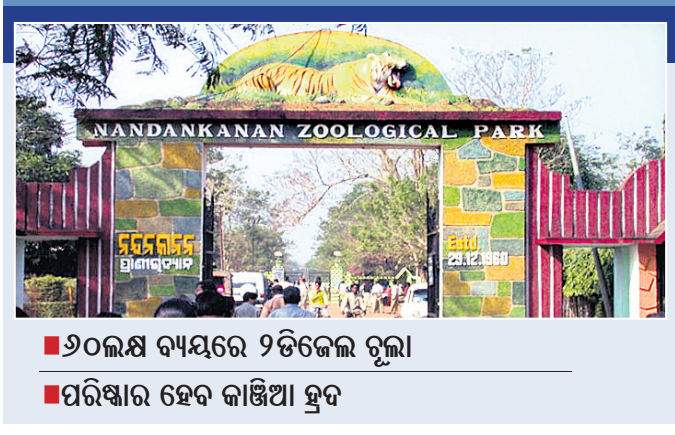 NANDANKANAN ZOOLOGICAL PARK
ନନ୍ଦନକାନନ
ପ୍ରାଣୀଉଦ୍ୟାନ
Estd.
29.12.1960
୬୦ଲକ୍ଷ ବ୍ୟୟରେ ୨ଡିଜେଲ ଚୂଲା
ପରିଷ୍କାର ହେବ କାଞ୍ଜିଆ ହ୍ରଦ